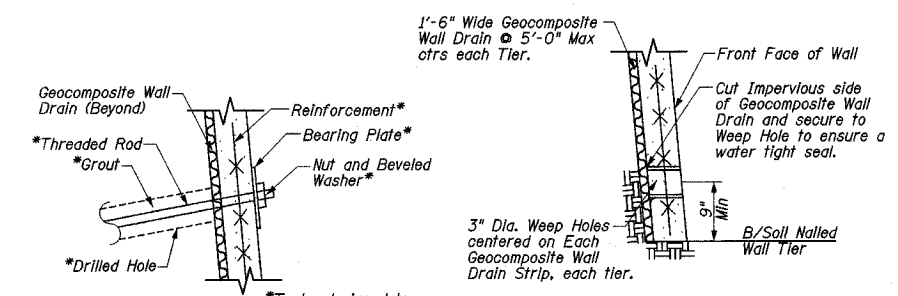 Geocomposite Wall
Drain (Beyond)
*Threaded Rod
*Grout
*Drilled Hole
Reinforcement*
Bearing Plate*
Nut and Beveled
Washer*
1'-6" Wide Geocomposite
Wall Drain @ 5'-0" Max
ctrs each Tier.
Front Face of Wall
Cut Impervious side
of Geocomposite Wall
Drain and secure to
Weep Hole to ensure a
water tight seal.
9"
Min
3" Dia. Weep Holes
centered on Each
Geocomposite Wall
Drain Strip, each tier.
B/Soil Nailed
Wall Tier